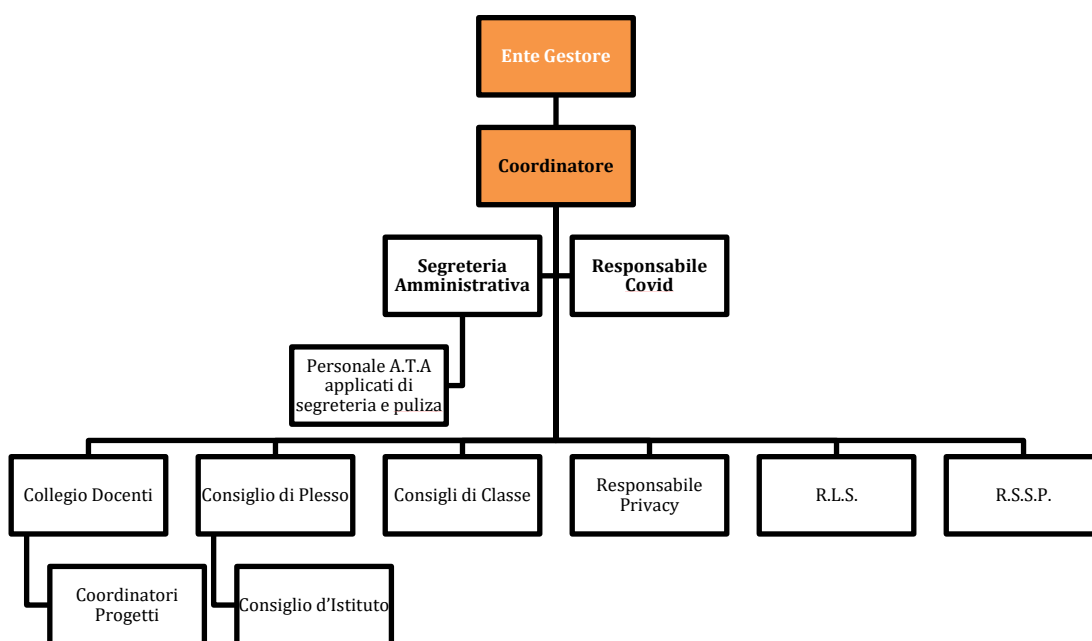 Ente Gestore
Coordinatore
Segreteria
Amministrativa
Responsabile
Covid
Personale A.T.A
applicati di
segreteria e puliza
Collegio Docenti
Consiglio di Plesso
Consigli di Classe
Responsabile
Privacy
R.L.S.
R.S.S.P.
Coordinatori
Progetti
Consiglio d’Istituto